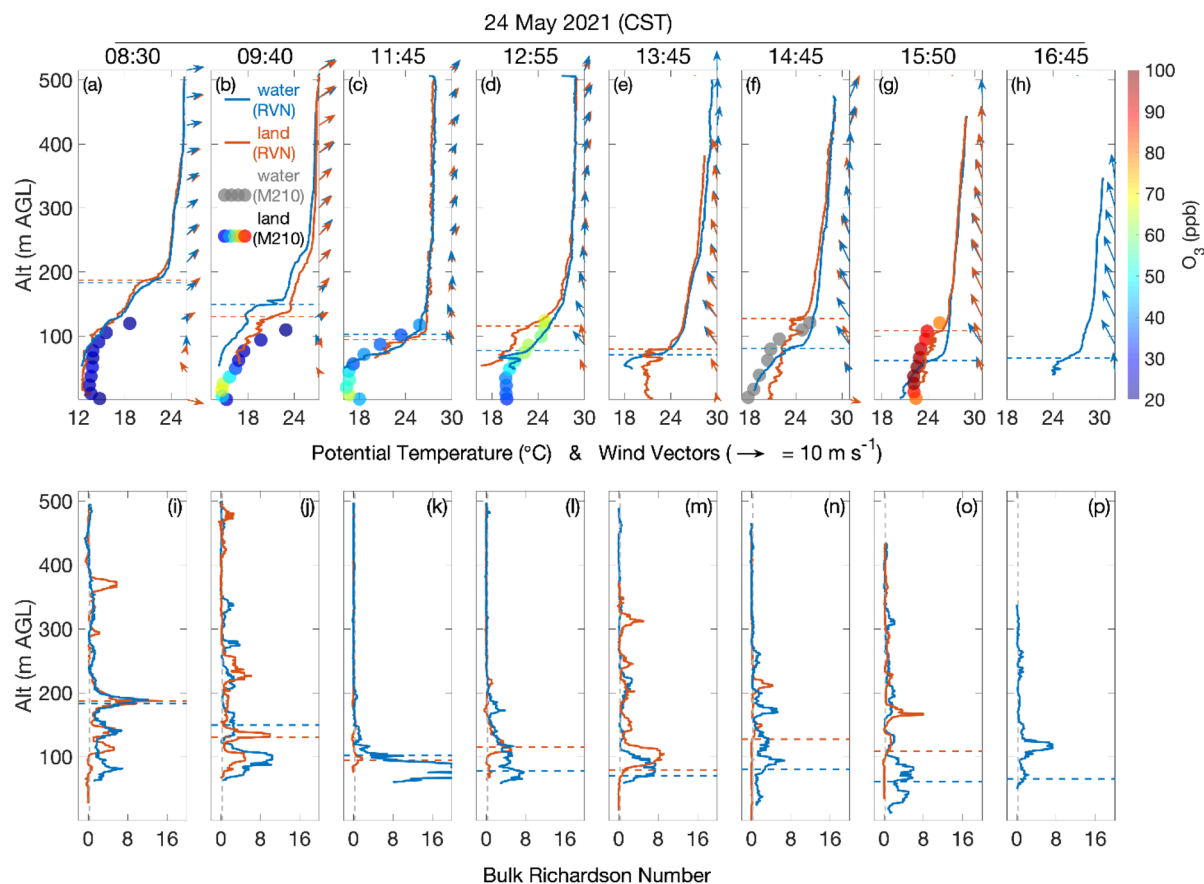 24 May 2021 (CST)
08:30 09:40 11:45 12:55 13:45 14:45 15:50 16:45
(a) (b) (c) (d) (e) (f) (g) (h)
water
(RVN)
land
(RVN)
water
(M210)
land
(M210)
Alt (m AGL)
500
400
300
200
100
12 18 24
18 24
18 24 30
18 24 30
18 24 30
18 24 30
18 24 30
18 24 30
100
90
80
70
60
50
40
30
20
O3 (ppb)
Potential Temperature (°C) & Wind Vectors ( → = 10 m s-1)
(i) (j) (k) (l) (m) (n) (o) (p)
Alt (m AGL)
500
400
300
200
100
0 8 16
0 8 16
0 8 16
0 8 16
0 8 16
0 8 16
0 8 16
0 8 16
Bulk Richardson Number